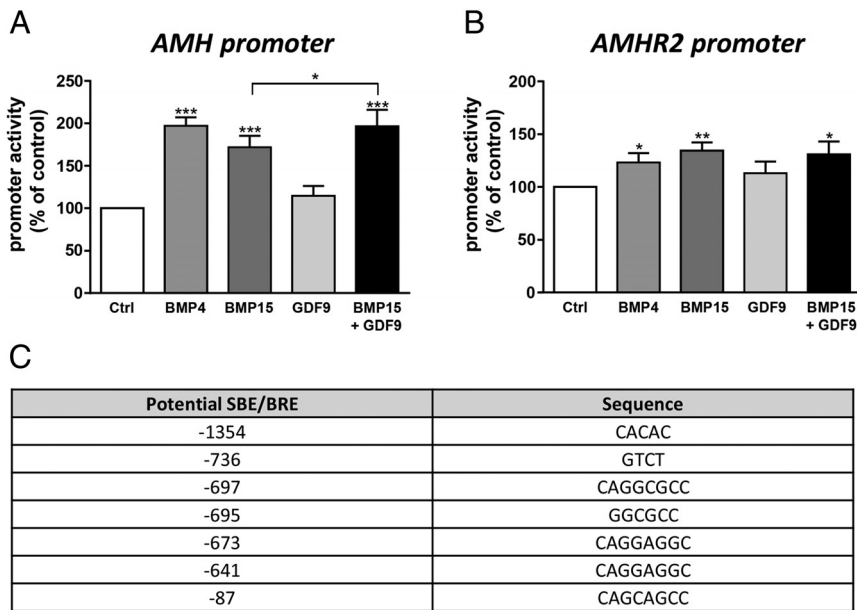 A
AMH promoter
promoter activity
(% of control)
250
200
150
100
50
0
***
***
*
***
Ctrl
BMP4
BMP15
GDF9
BMP15
+ GDF9
B
AMHR2 promoter
promoter activity
(% of control)
200
150
100
50
0
*
**
*
Ctrl
BMP4
BMP15
GDF9
BMP15
+ GDF9
C
Potential SBE/BRE Sequence
-1354 CACAC
-736 GTCT
-697 CAGGCGCC
-695 GGCGCC
-673 CAGGAGGC
-641 CAGGAGGC
-87 CAGCAGCC